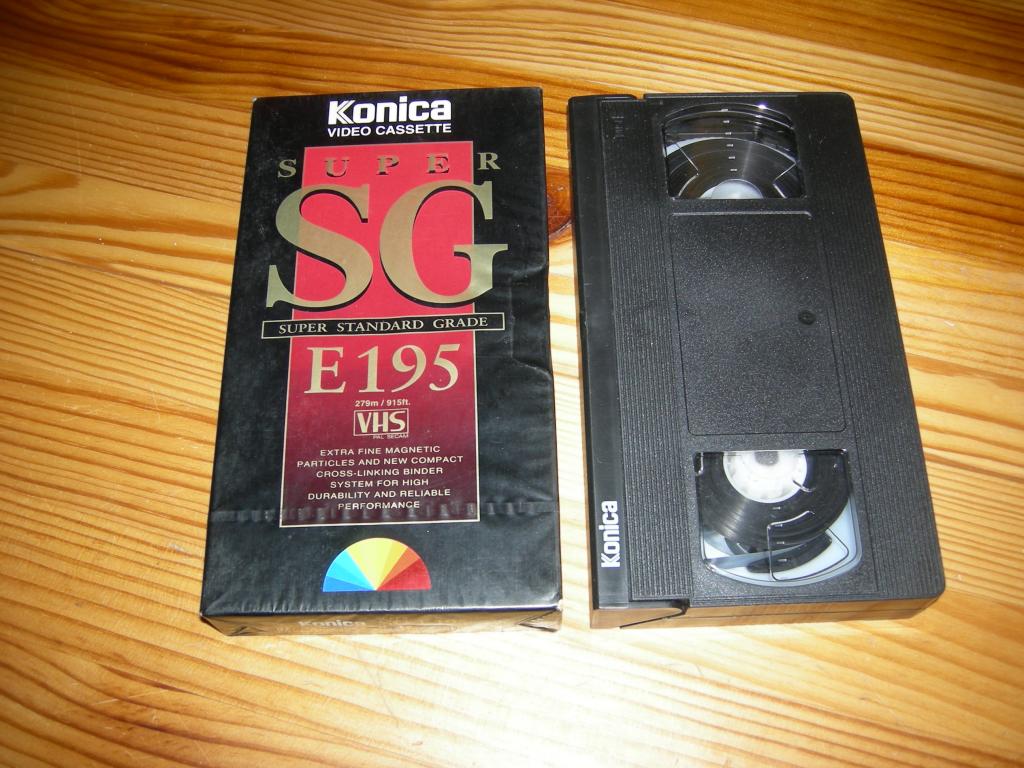 Konica
VIDEO CASSETTE
SUPER
SG
SUPER STANDARD GRADE
E195
279m / 915ft.
VHS
PAL SECAM
EXTRA FINE MAGNETIC
PARTICLES AND NEW COMPACT
CROSS-LINKING BINDER
SYSTEM FOR HIGH
DURABILITY AND RELIABLE
PERFORMANCE
Konica
Konica